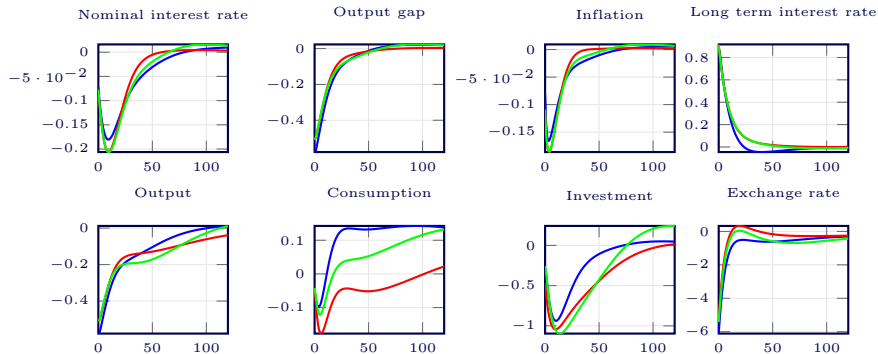 Nominal interest rate
0
−5 · 10⁻²
−0.1
−0.15
−0.2
0 50 100
Output gap
0
−0.2
−0.4
0 50 100
Inflation
0
−5 · 10⁻²
−0.1
−0.15
0 50 100
Long term interest rate
0.8
0.6
0.4
0.2
0
0 50 100
Output
0
−0.2
−0.4
0 50 100
Consumption
0.1
0
−0.1
0 50 100
Investment
0
−0.5
−1
0 50 100
Exchange rate
0
−2
−4
−6
0 50 100